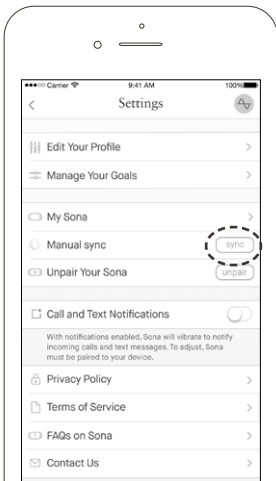 Carrier 9:41 AM 100%
Settings
Edit Your Profile
Manage Your Goals
My Sona
Manual sync sync
Unpair Your Sona unpair
Call and Text Notifications
With notifications enabled, Sona will vibrate to notify
incoming calls and text messages. To adjust, Sona
must be paired to your device.
Privacy Policy
Terms of Service
FAQs on Sona
Contact Us